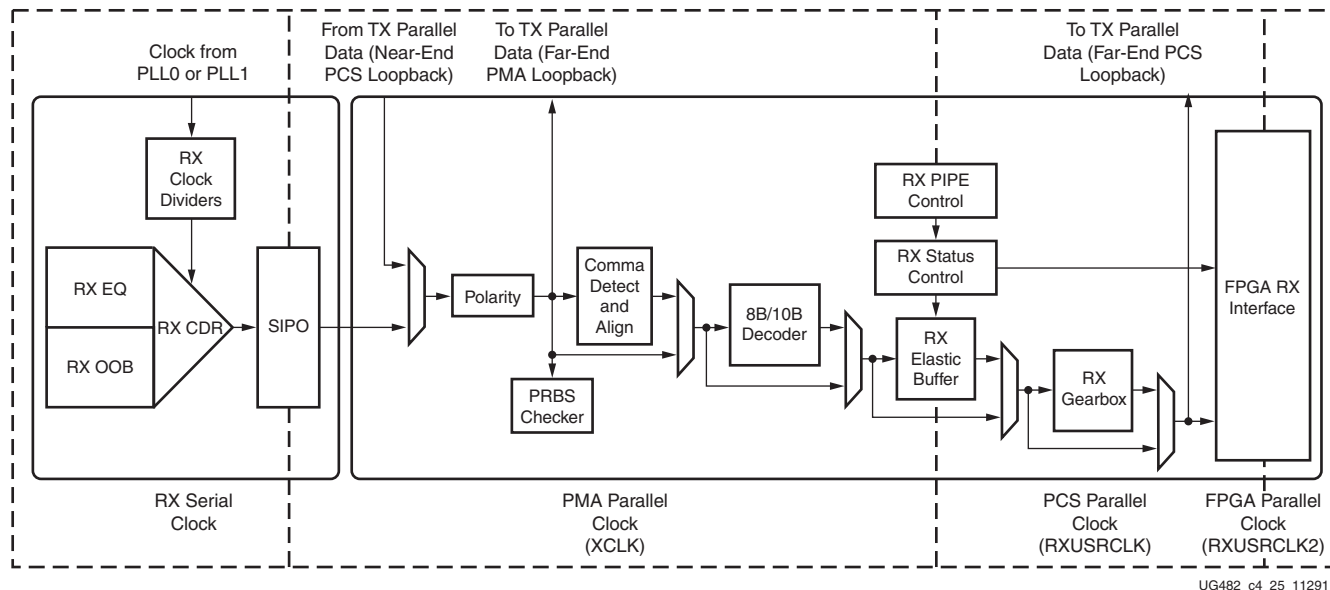 From TX Parallel
Data (Near-End
PCS Loopback)
To TX Parallel
Data (Far-End
PMA Loopback)
To TX Parallel
Data (Far-End PCS
Loopback)
Clock from
PLL0 or PLL1
RX
Clock
Dividers
RX EQ
RX OOB
RX CDR
SIPO
Polarity
Comma
Detect
and
Align
PRBS
Checker
8B/10B
Decoder
RX PIPE
Control
RX Status
Control
RX
Elastic
Buffer
RX
Gearbox
FPGA RX
Interface
RX Serial
Clock
PMA Parallel
Clock
(XCLK)
PCS Parallel
Clock
(RXUSRCLK)
FPGA Parallel
Clock
(RXUSRCLK2)
UG482_c4_25_11291